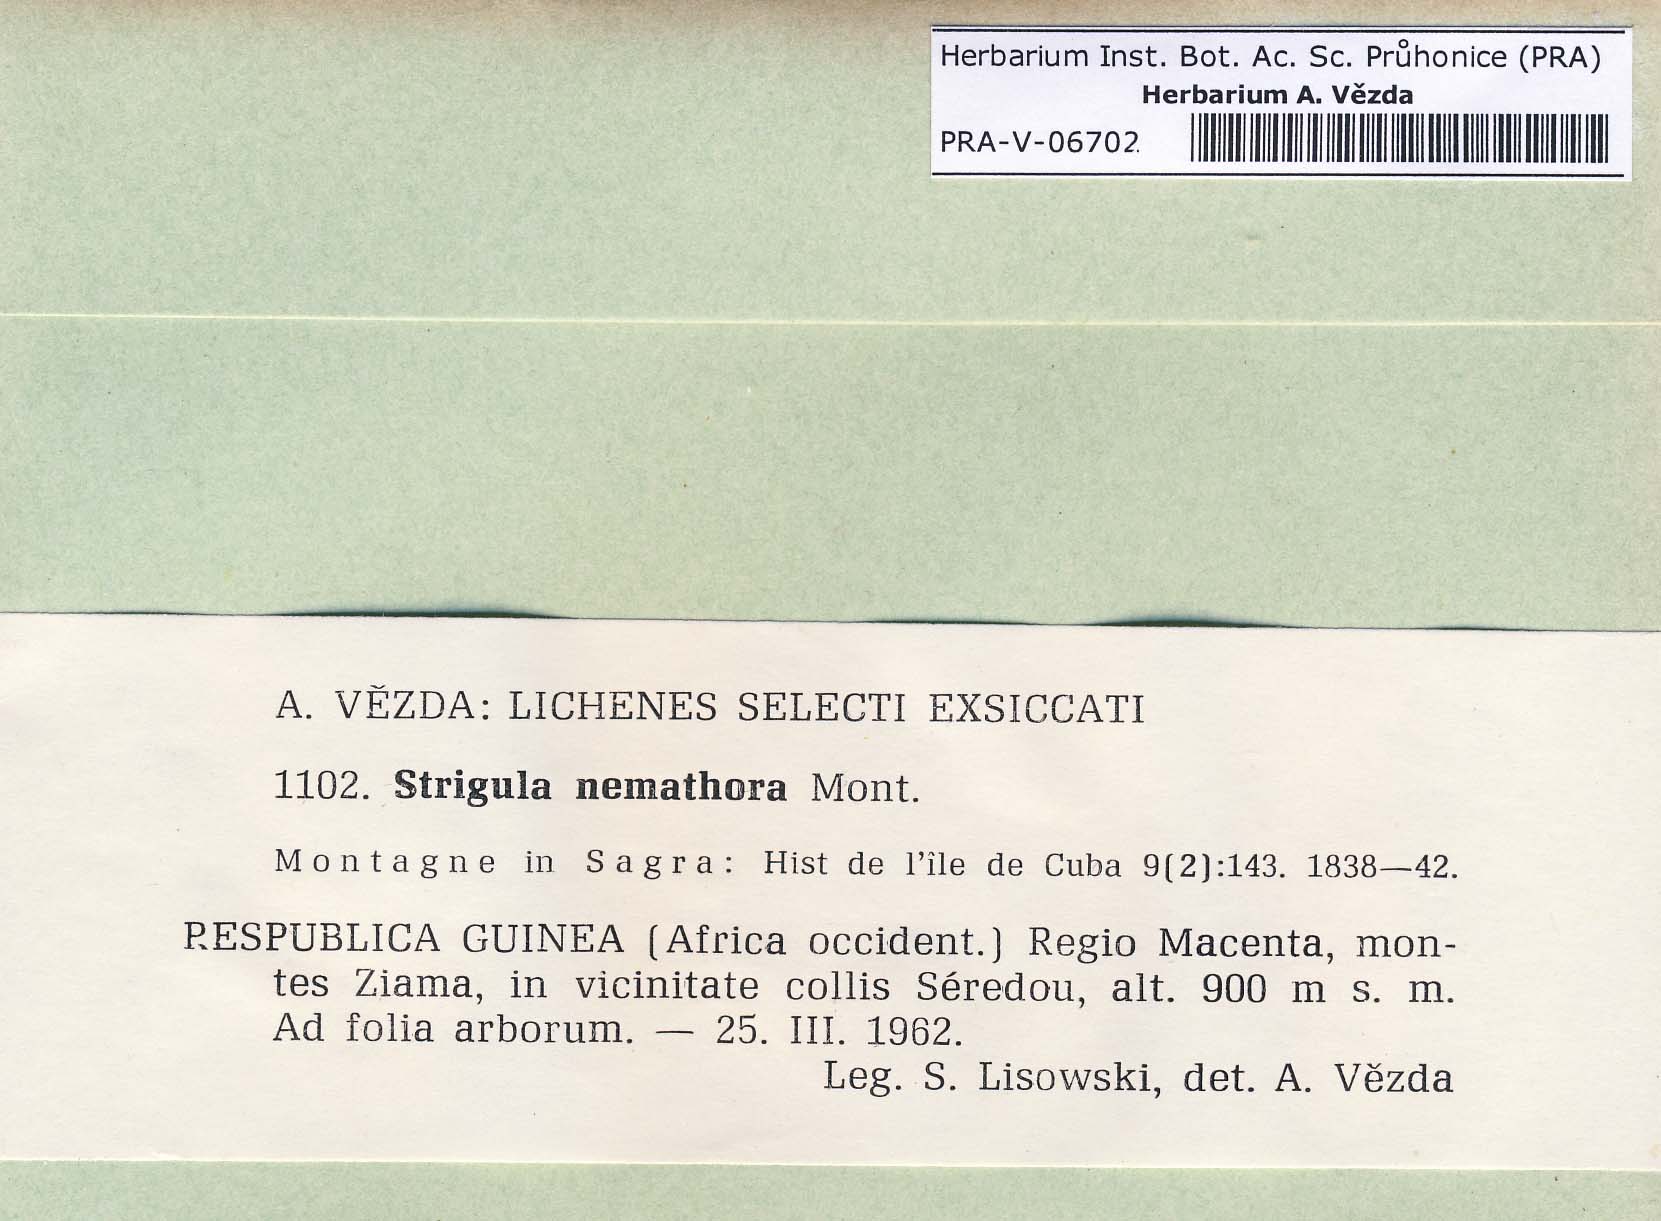 Herbarium Inst. Bot. Ac. Sc. Průhonice (PRA)
Herbarium A. Vězda
PRA-V-06702
A. VĚZDA: LICHENES SELECTI EXSICCATI
1102. Strigula nemathora Mont.
Montagne in Sagra: Hist de l'île de Cuba 9(2):143. 1838—42.
RESPUBLICA GUINEA (Africa occident.) Regio Macenta, mon-
tes Ziama, in vicinitate collis Séredou, alt. 900 m s. m.
Ad folia arborum. — 25. III. 1962.
Leg. S. Lisowski, det. A. Vězda